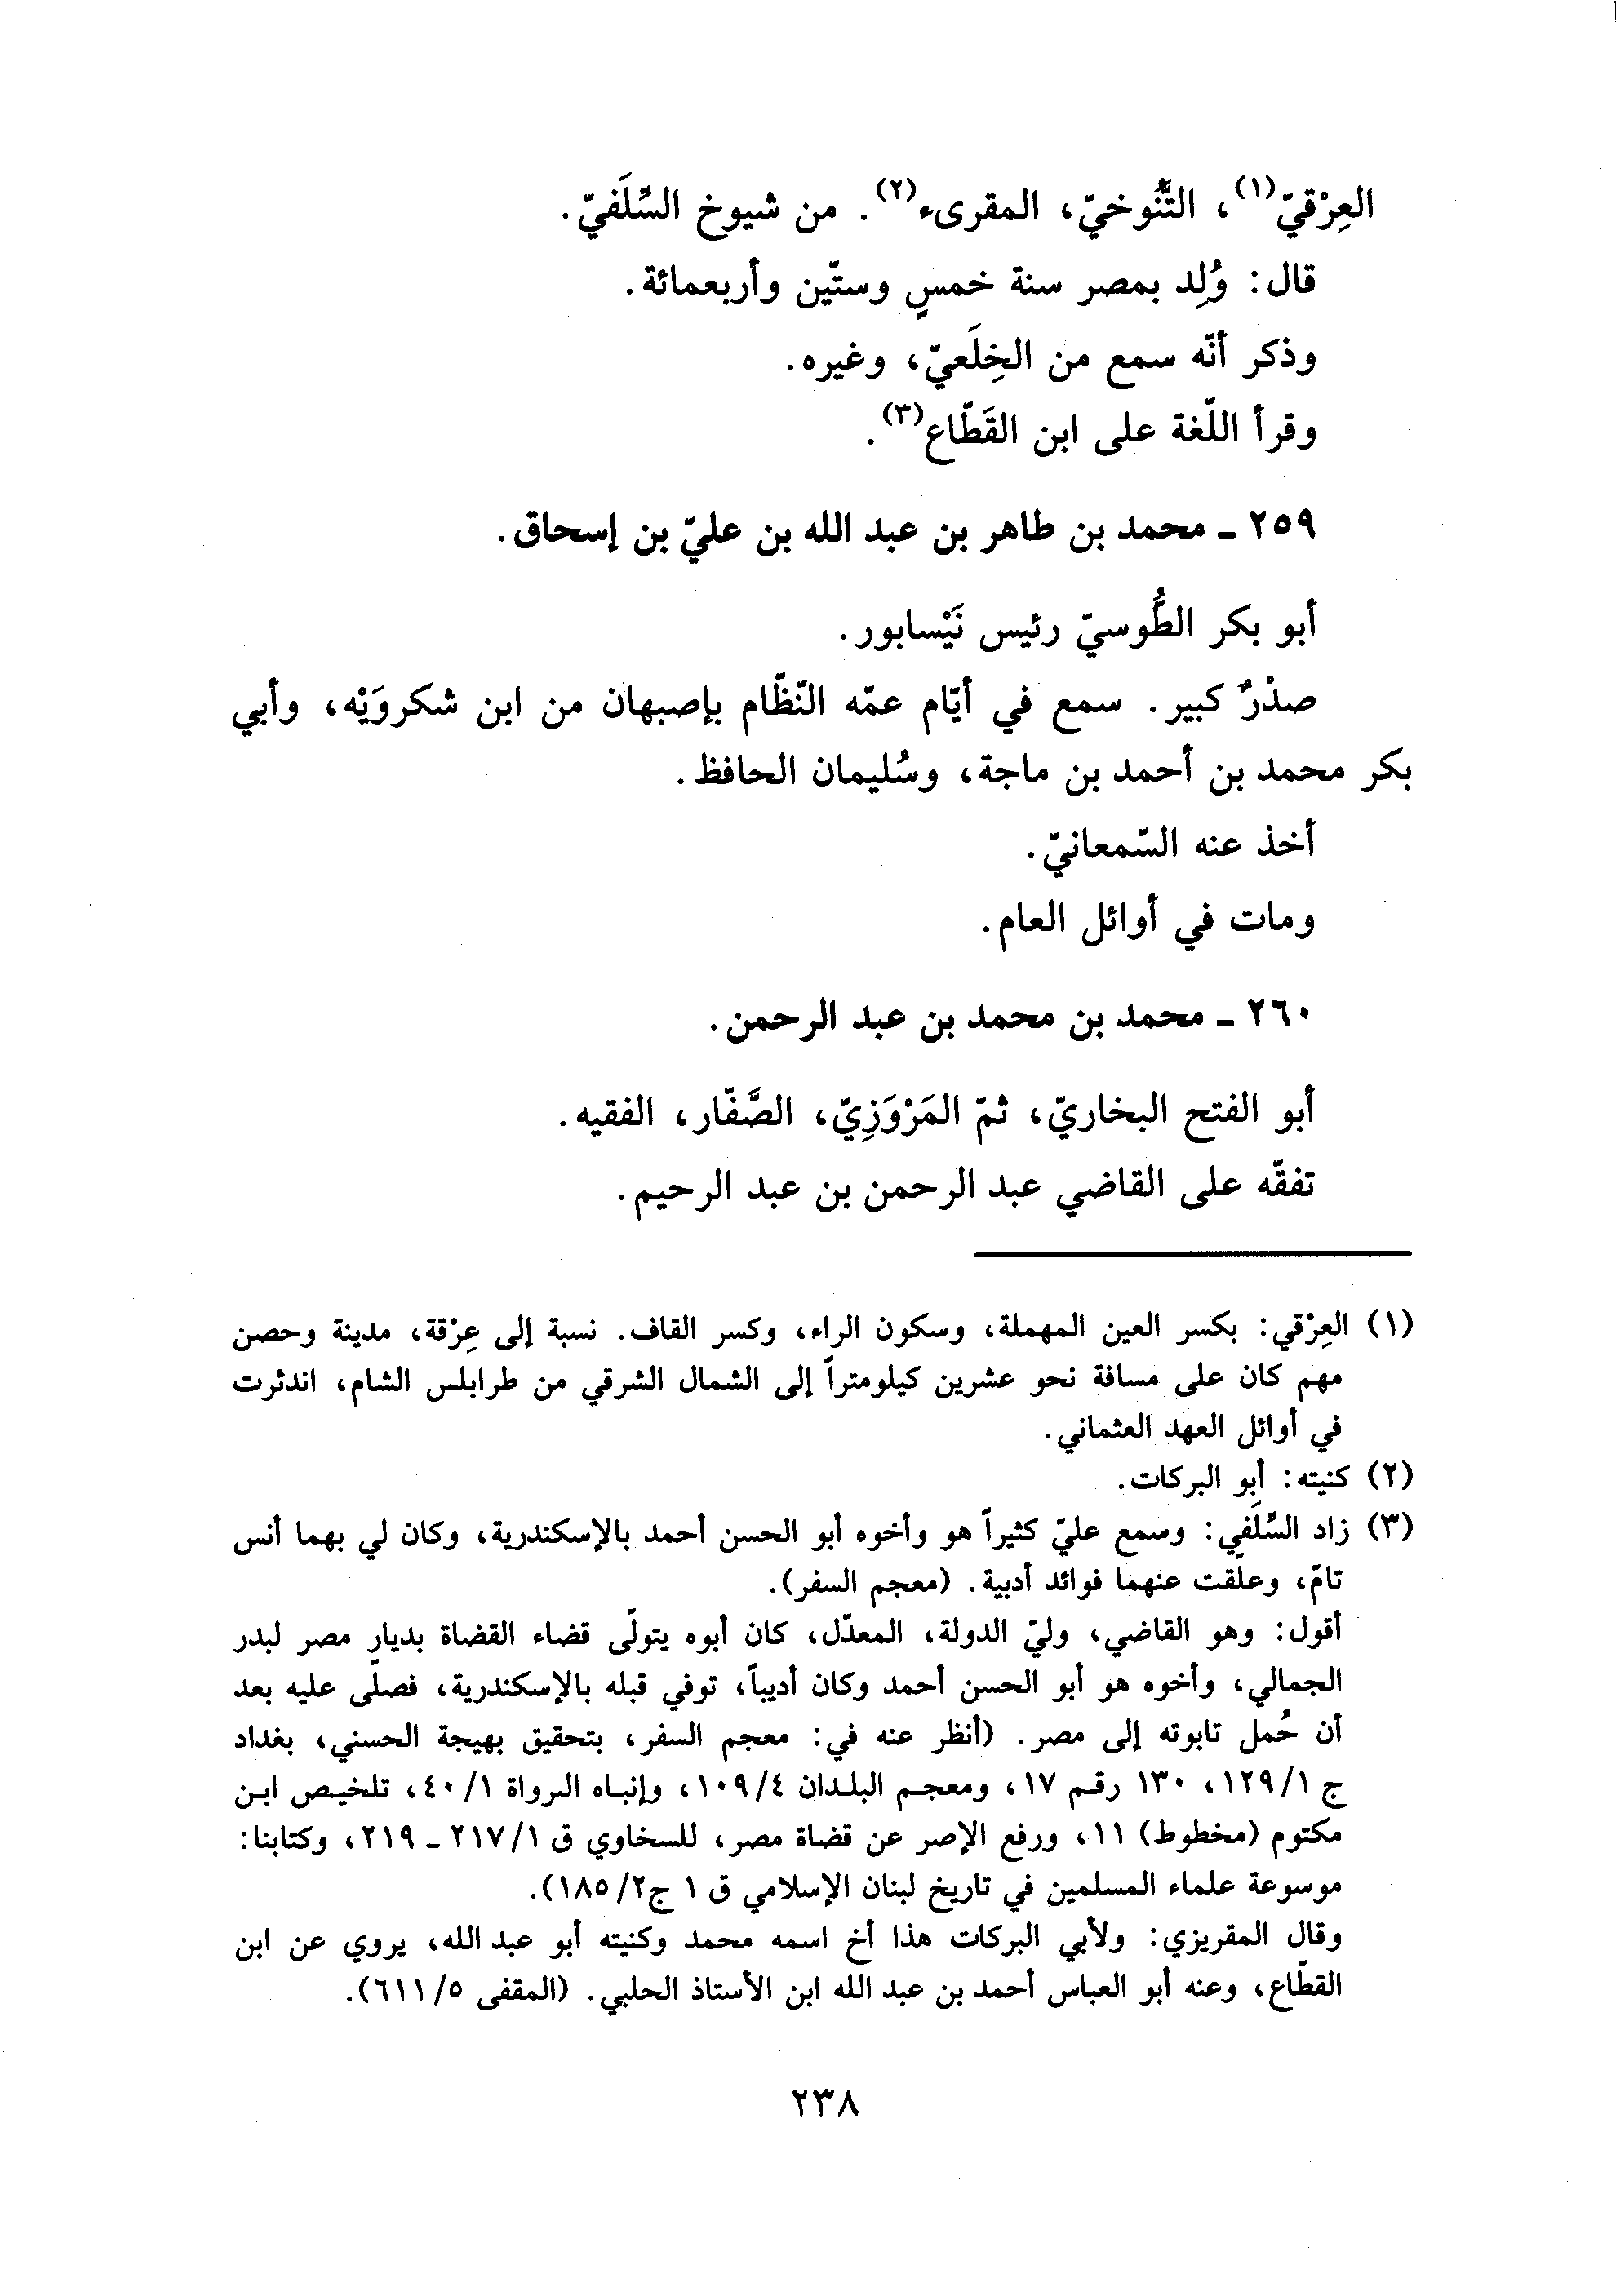 العِرْقيّ(١)، التَّنُوخيّ، المقرىء(٢). من شيوخ السِّلَفيّ.
قال: وُلِد بمصر سنة خمسٍ وستّين وأربعمائة.
وذكر أنّه سمع من الخِلَعيّ، وغيره.
وقرأ اللّغة على ابن القَطّاع(٣).
٢٥٩ ـ محمد بن طاهر بن عبد الله بن عليّ بن إسحاق.
أبو بكر الطُّوسيّ رئيس نَيْسابور.
صدْرٌ كبير. سمع في أيّام عمّه النّظّام بإصبهان من ابن شكروَيْه، وأبي
بكر محمد بن أحمد بن ماجة، وسُليمان الحافظ.
أخذ عنه السّمعانيّ.
ومات في أوائل العام.
٢٦٠ ـ محمد بن محمد بن عبد الرحمن.
أبو الفتح البخاريّ، ثمّ المَرْوَزِيّ، الصَّفّار، الفقيه.
تفقّه على القاضي عبد الرحمن بن عبد الرحيم.
(١) العِرْقي: بكسر العين المهملة، وسكون الراء، وكسر القاف. نسبة إلى عِرْقة، مدينة وحصن
مهم كان على مسافة نحو عشرين كيلومتراً إلى الشمال الشرقي من طرابلس الشام، اندثرت
في أوائل العهد العثماني.
(٢) كنيته: أبو البركات.
(٣) زاد السِّلَفي: وسمع عليّ كثيراً هو وأخوه أبو الحسن أحمد بالإسكندرية، وكان لي بهما أنس
تامّ، وعلّقت عنهما فوائد أدبية. (معجم السفر).
أقول: وهو القاضي، وليّ الدولة، المعدّل، كان أبوه يتولّى قضاء القضاة بديار مصر لبدر
الجمالي، وأخوه هو أبو الحسن أحمد وكان أديباً، توفي قبله بالإسكندرية، فصلّى عليه بعد
أن حُمل تابوته إلى مصر. (أنظر عنه في: معجم السفر، بتحقيق بهيجة الحسني، بغداد
ج ١/١٢٩، ١٣٠ رقم ١٧، ومعجم البلدان ٤/١٠٩، وإنباه الرواة ١/٤٠، تلخيص ابن
مكتوم (مخطوط) ١١، ورفع الإصر عن قضاة مصر، للسخاوي ق ١/٢١٧ ـ ٢١٩، وكتابنا:
موسوعة علماء المسلمين في تاريخ لبنان الإسلامي ق ١ ج٢/١٨٥).
وقال المقريزي: ولأبي البركات هذا أخ اسمه محمد وكنيته أبو عبد الله، يروي عن ابن
القطّاع، وعنه أبو العباس أحمد بن عبد الله ابن الأستاذ الحلبي. (المقفى ٥/٦١١).
٢٣٨